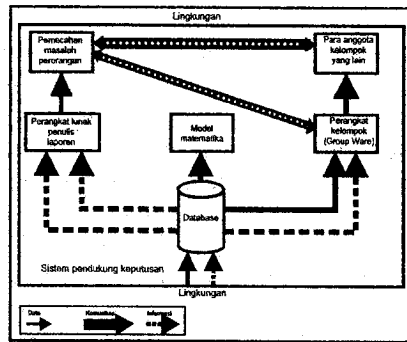 Lingkungan
Pemecahan
masalah
perorangan
Para anggota
kelompok
yang lain
Perangkat lunak
penulis
laporan
Model
matematika
Perangkat
kelompok
(Group Ware)
Database
Sistem pendukung keputusan
Lingkungan
Data
Komunikasi
Informasi